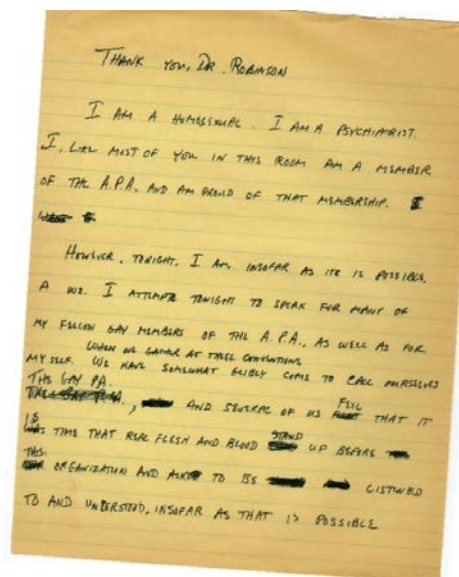 THANK YOU, DR. ROBINSON
I AM A HOMOSEXUAL. I AM A PSYCHIATRIST.
I, LIKE MOST OF YOU IN THIS ROOM AM A MEMBER
OF THE A.P.A. AND AM PROUD OF THAT MEMBERSHIP. I
HOWEVER, TONIGHT, I AM, INSOFAR AS IT IS POSSIBLE,
A WE. I ATTEMPT TONIGHT TO SPEAK FOR MANY OF
MY FELLOW GAY MEMBERS OF THE A.P.A., AS WELL AS FOR
WHEN WE GATHER AT THESE CONVENTIONS
MYSELF. WE HAVE SOMEWHAT GLIBLY COME TO CALL OURSELVES
THE GAY PA
, AND SEVERAL OF US FEEL THAT IT
IS
TIME THAT REAL FLESH AND BLOOD STAND UP BEFORE
THIS
ORGANIZATION AND ASK TO BE LISTENED
TO AND UNDERSTOOD, INSOFAR AS THAT IS POSSIBLE